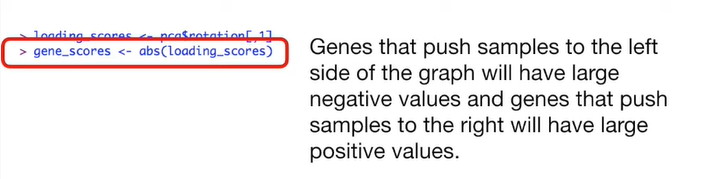 > loading_scores <- pca$rotation[,1]
> gene_scores <- abs(loading_scores)
Genes that push samples to the left
side of the graph will have large
negative values and genes that push
samples to the right will have large
positive values.